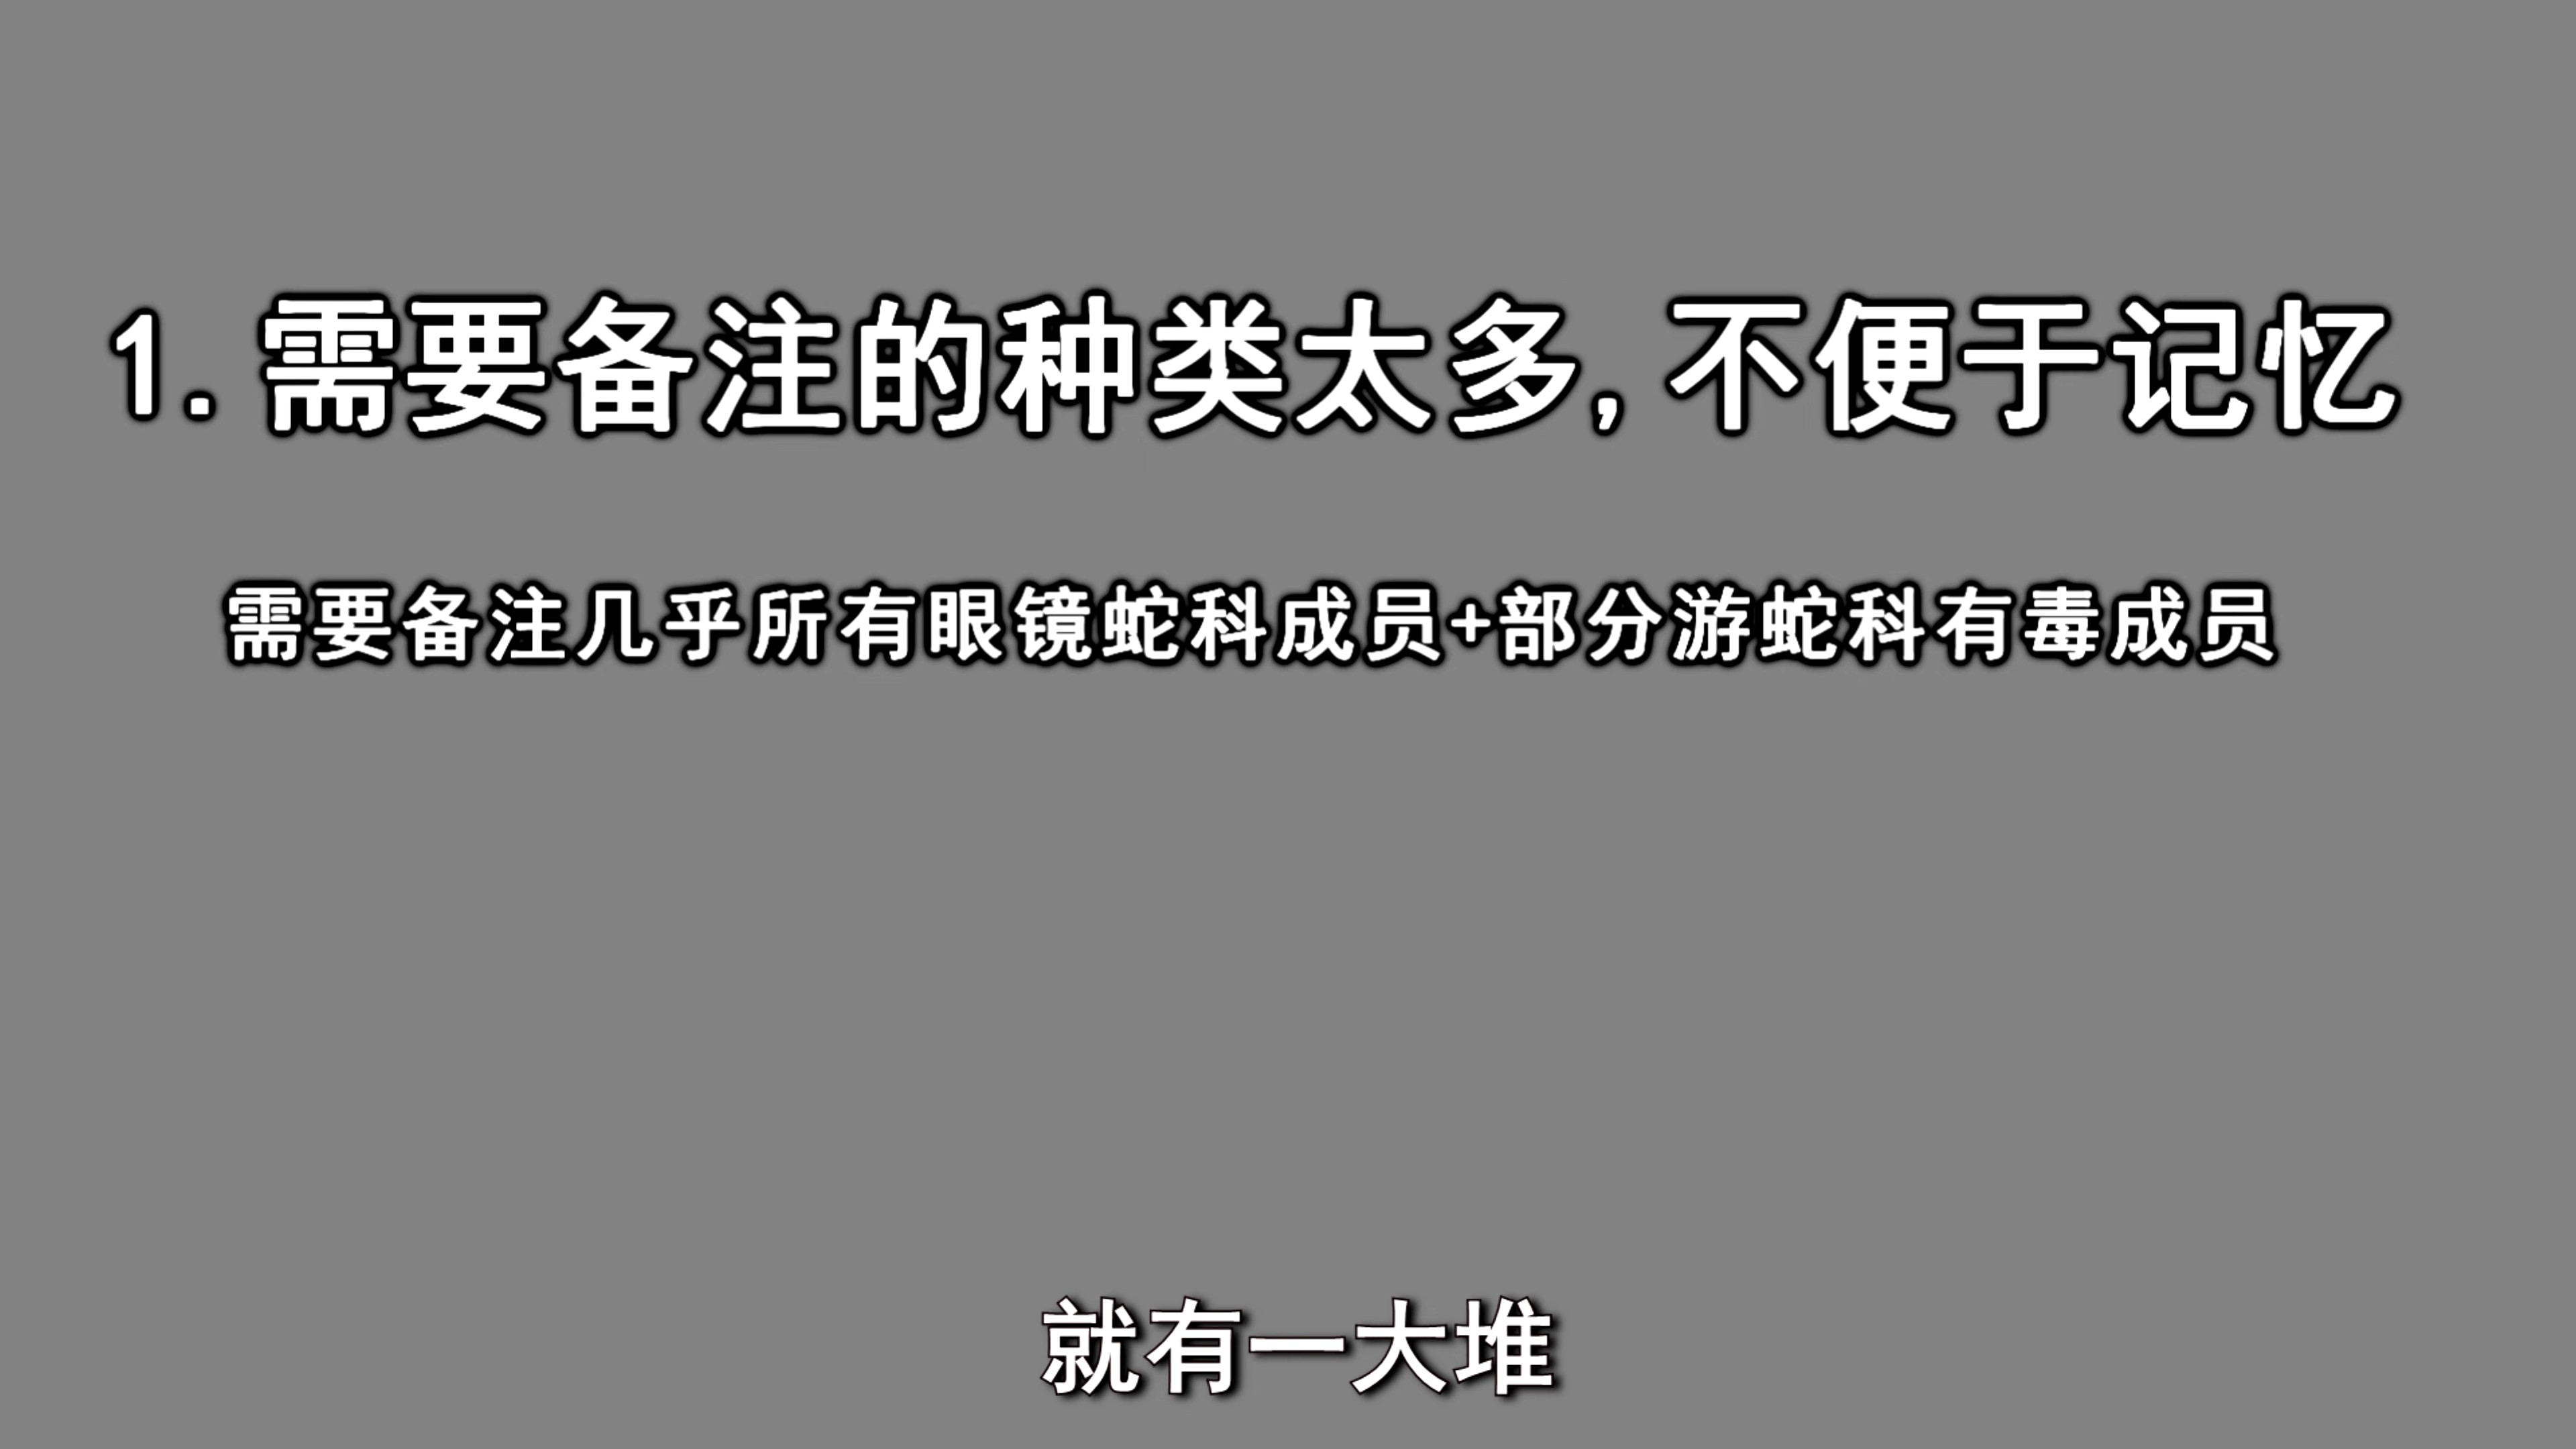 1.需要备注的种类太多,不便于记忆
需要备注几乎所有眼镜蛇科成员+部分游蛇科有毒成员
就有一大堆